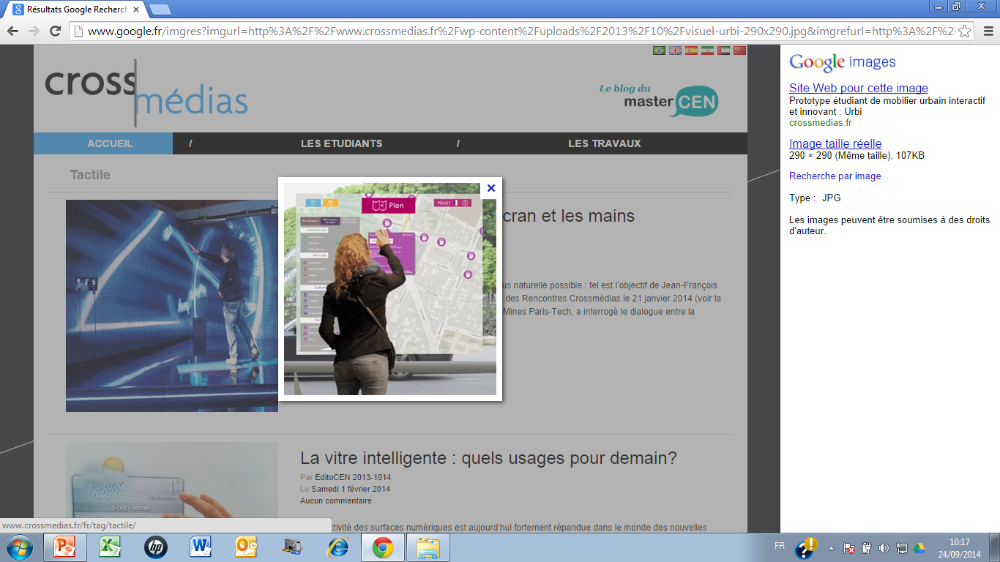 Résultats Google Recherch
www.google.fr/imgres?imgurl=http%3A%2F%2Fwww.crossmedias.fr%2Fwp-content%2Fuploads%2F2013%2F10%2Fvisuel-urbi-290x290.jpg&imgrefurl=http%3A%2F%2F
cross
médias
Le blog du
master CEN
ACCUEIL / LES ETUDIANTS / LES TRAVAUX
Tactile
Plan
19h01
Commerces
Services
cran et les mains
us naturelle possible : tel est l'objectif de Jean-François
des Rencontres Crossmédias le 21 janvier 2014 (voir la
Mines Paris-Tech, a interrogé le dialogue entre la
La vitre intelligente : quels usages pour demain?
Par EditoCEN 2013-1014
Le Samedi 1 février 2014
Aucun commentaire
1°
Amsterdam
5-Day Forecast
ctivité des surfaces numériques est aujourd'hui fortement répandue dans le monde des nouvelles
www.crossmedias.fr/fr/tag/tactile/
Google images
Site Web pour cette image
Prototype étudiant de mobilier urbain interactif
et innovant : Urbi
crossmedias.fr
Image taille réelle
290 × 290 (Même taille), 107KB
Recherche par image
Type : JPG
Les images peuvent être soumises à des droits
d'auteur.
FR
10:17
24/09/2014